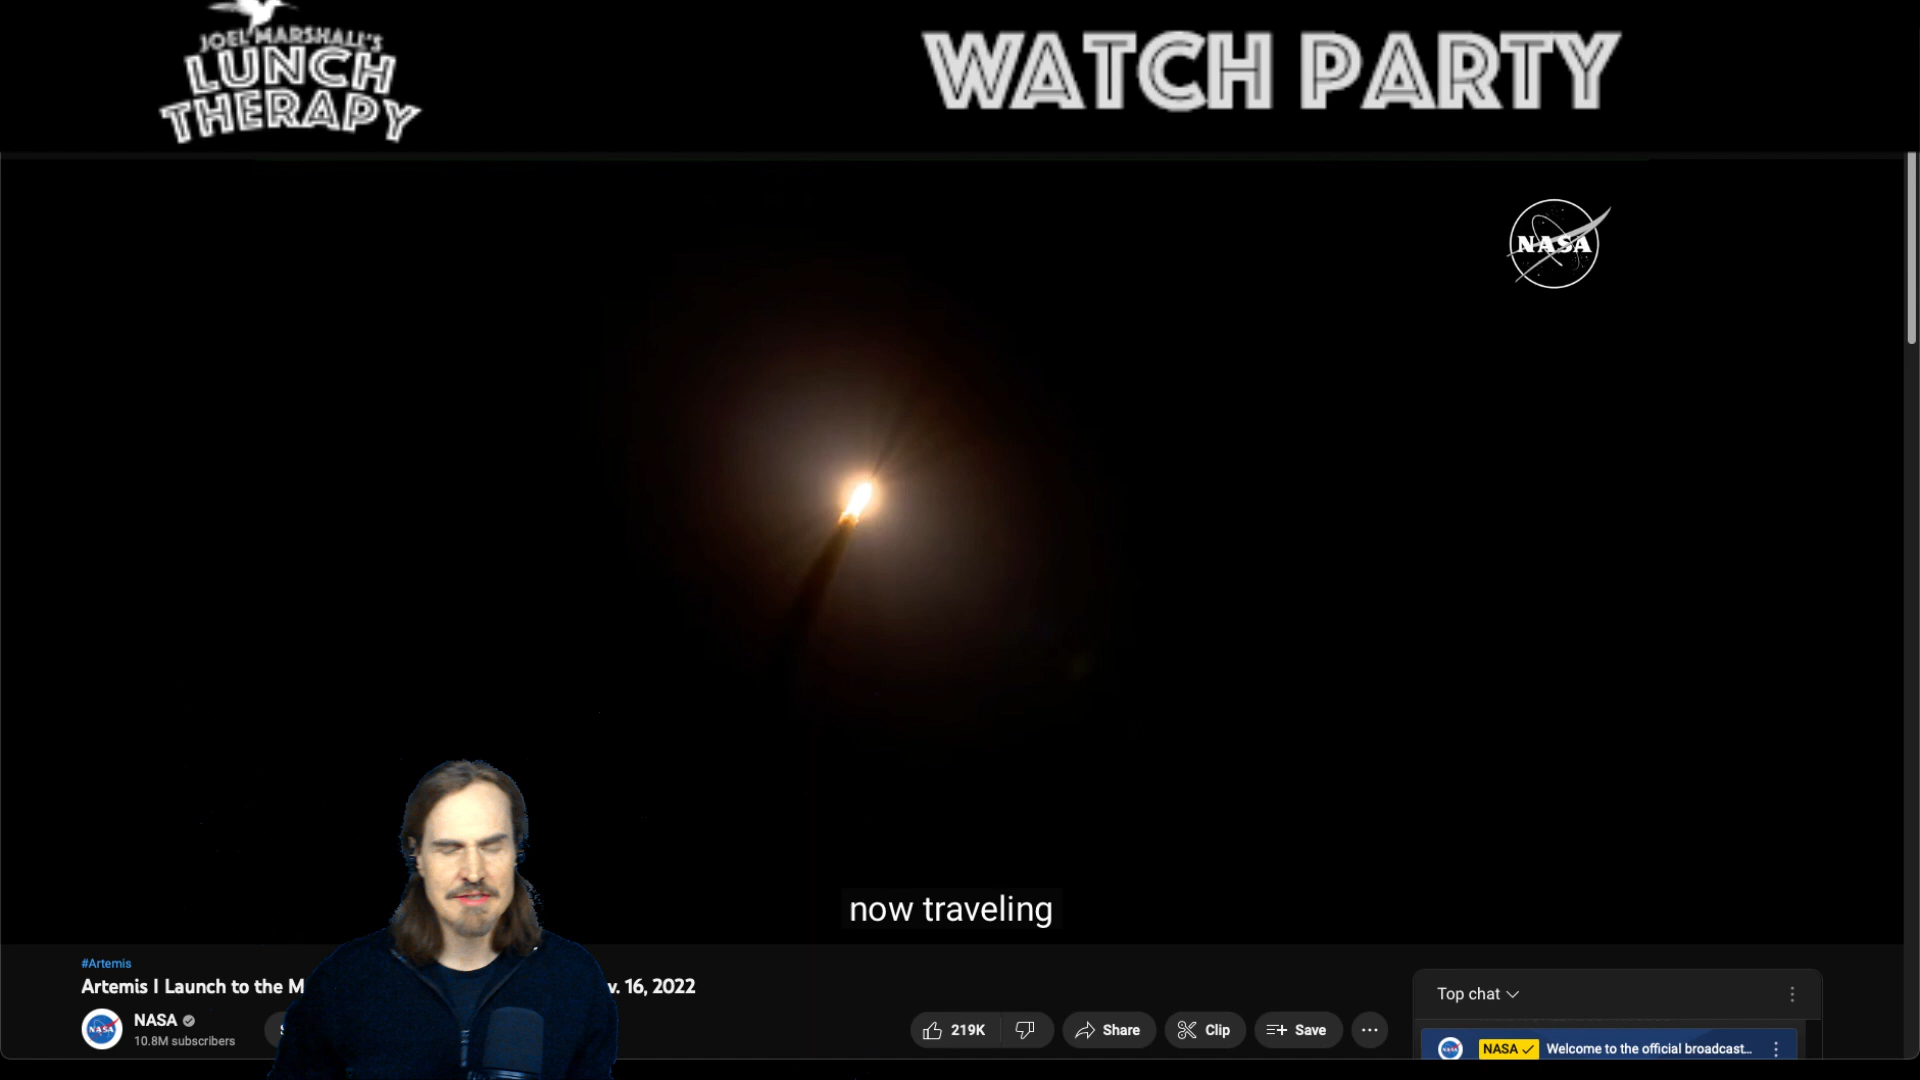 JOEL MARSHALL'S
LUNCH
THERAPY
WATCH PARTY
NASA
now traveling
#Artemis
Artemis I Launch to the M
v. 16, 2022
NASA
NASA
10.8M subscribers
219K
Share
Clip
Save
Top chat
NASA
Welcome to the official broadcast...